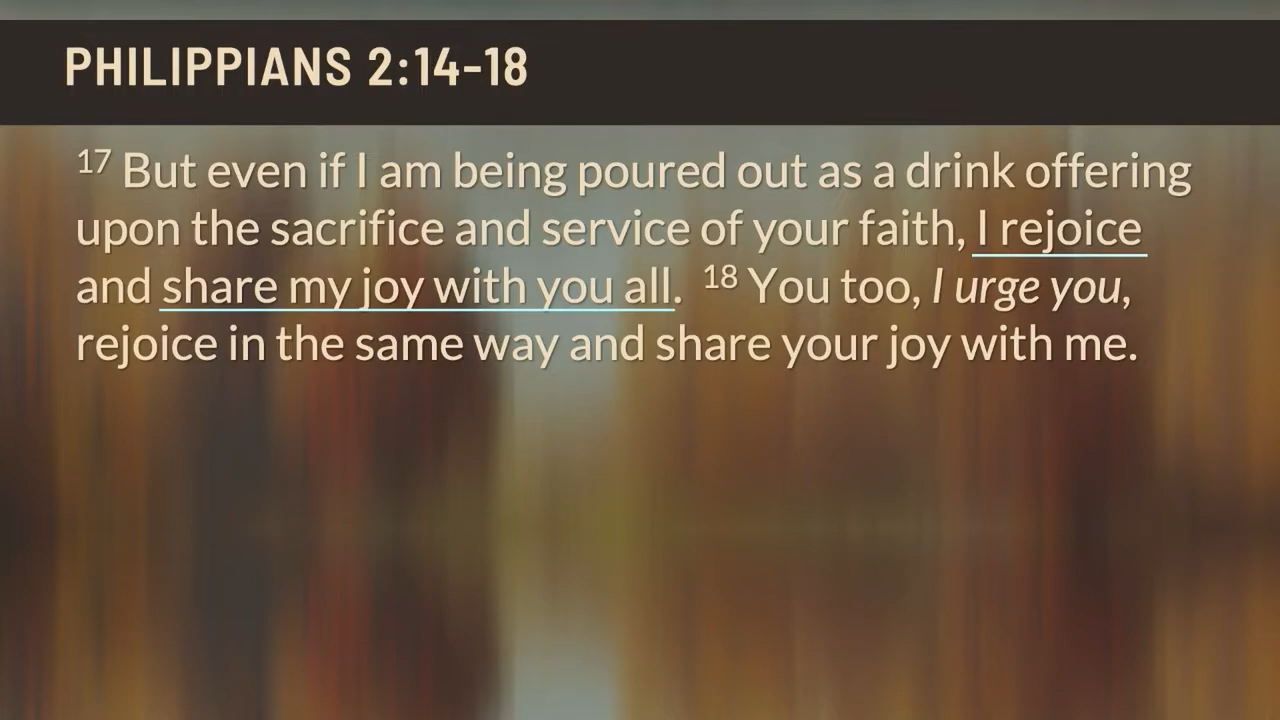 PHILIPPIANS 2:14-18
17 But even if I am being poured out as a drink offering
upon the sacrifice and service of your faith, I rejoice
and share my joy with you all. 18 You too, I urge you,
rejoice in the same way and share your joy with me.